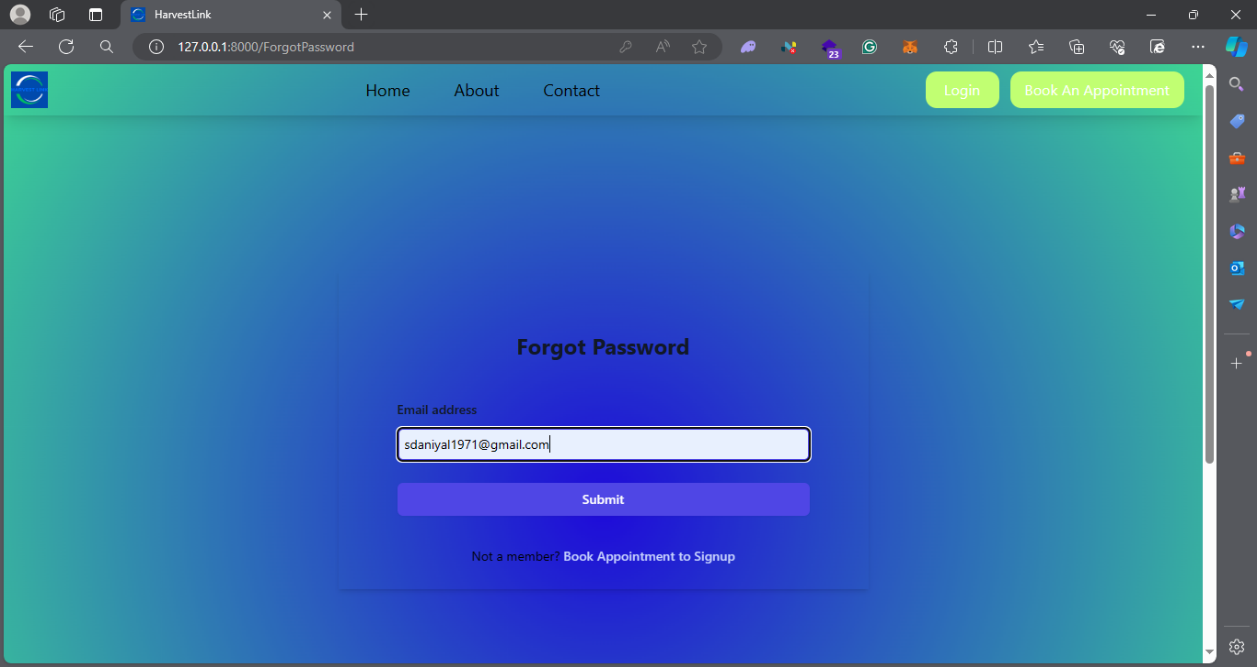 HarvestLink
127.0.0.1:8000/ForgotPassword
23
Home About Contact Login Book An Appointment
Forgot Password
Email address
sdaniyal1971@gmail.com
Submit
Not a member? Book Appointment to Signup